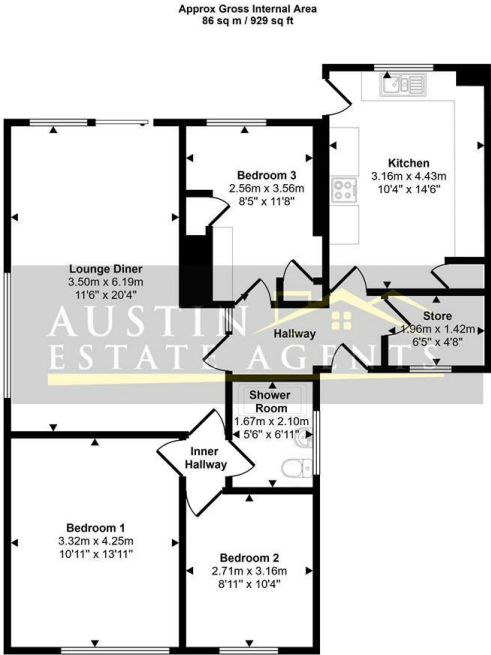 Approx Gross Internal Area
86 sq m / 929 sq ft
Kitchen
3.16m x 4.43m
10'4" x 14'6"
Bedroom 3
2.56m x 3.56m
8'5" x 11'8"
Lounge Diner
3.50m x 6.19m
11'6" x 20'4"
AUSTIN
ESTATE AGENTS
Hallway
Store
1.96m x 1.42m
6'5" x 4'8"
Shower
Room
1.67m x 2.10m
5'6" x 6'11"
Inner
Hallway
Bedroom 1
3.32m x 4.25m
10'11" x 13'11"
Bedroom 2
2.71m x 3.16m
8'11" x 10'4"